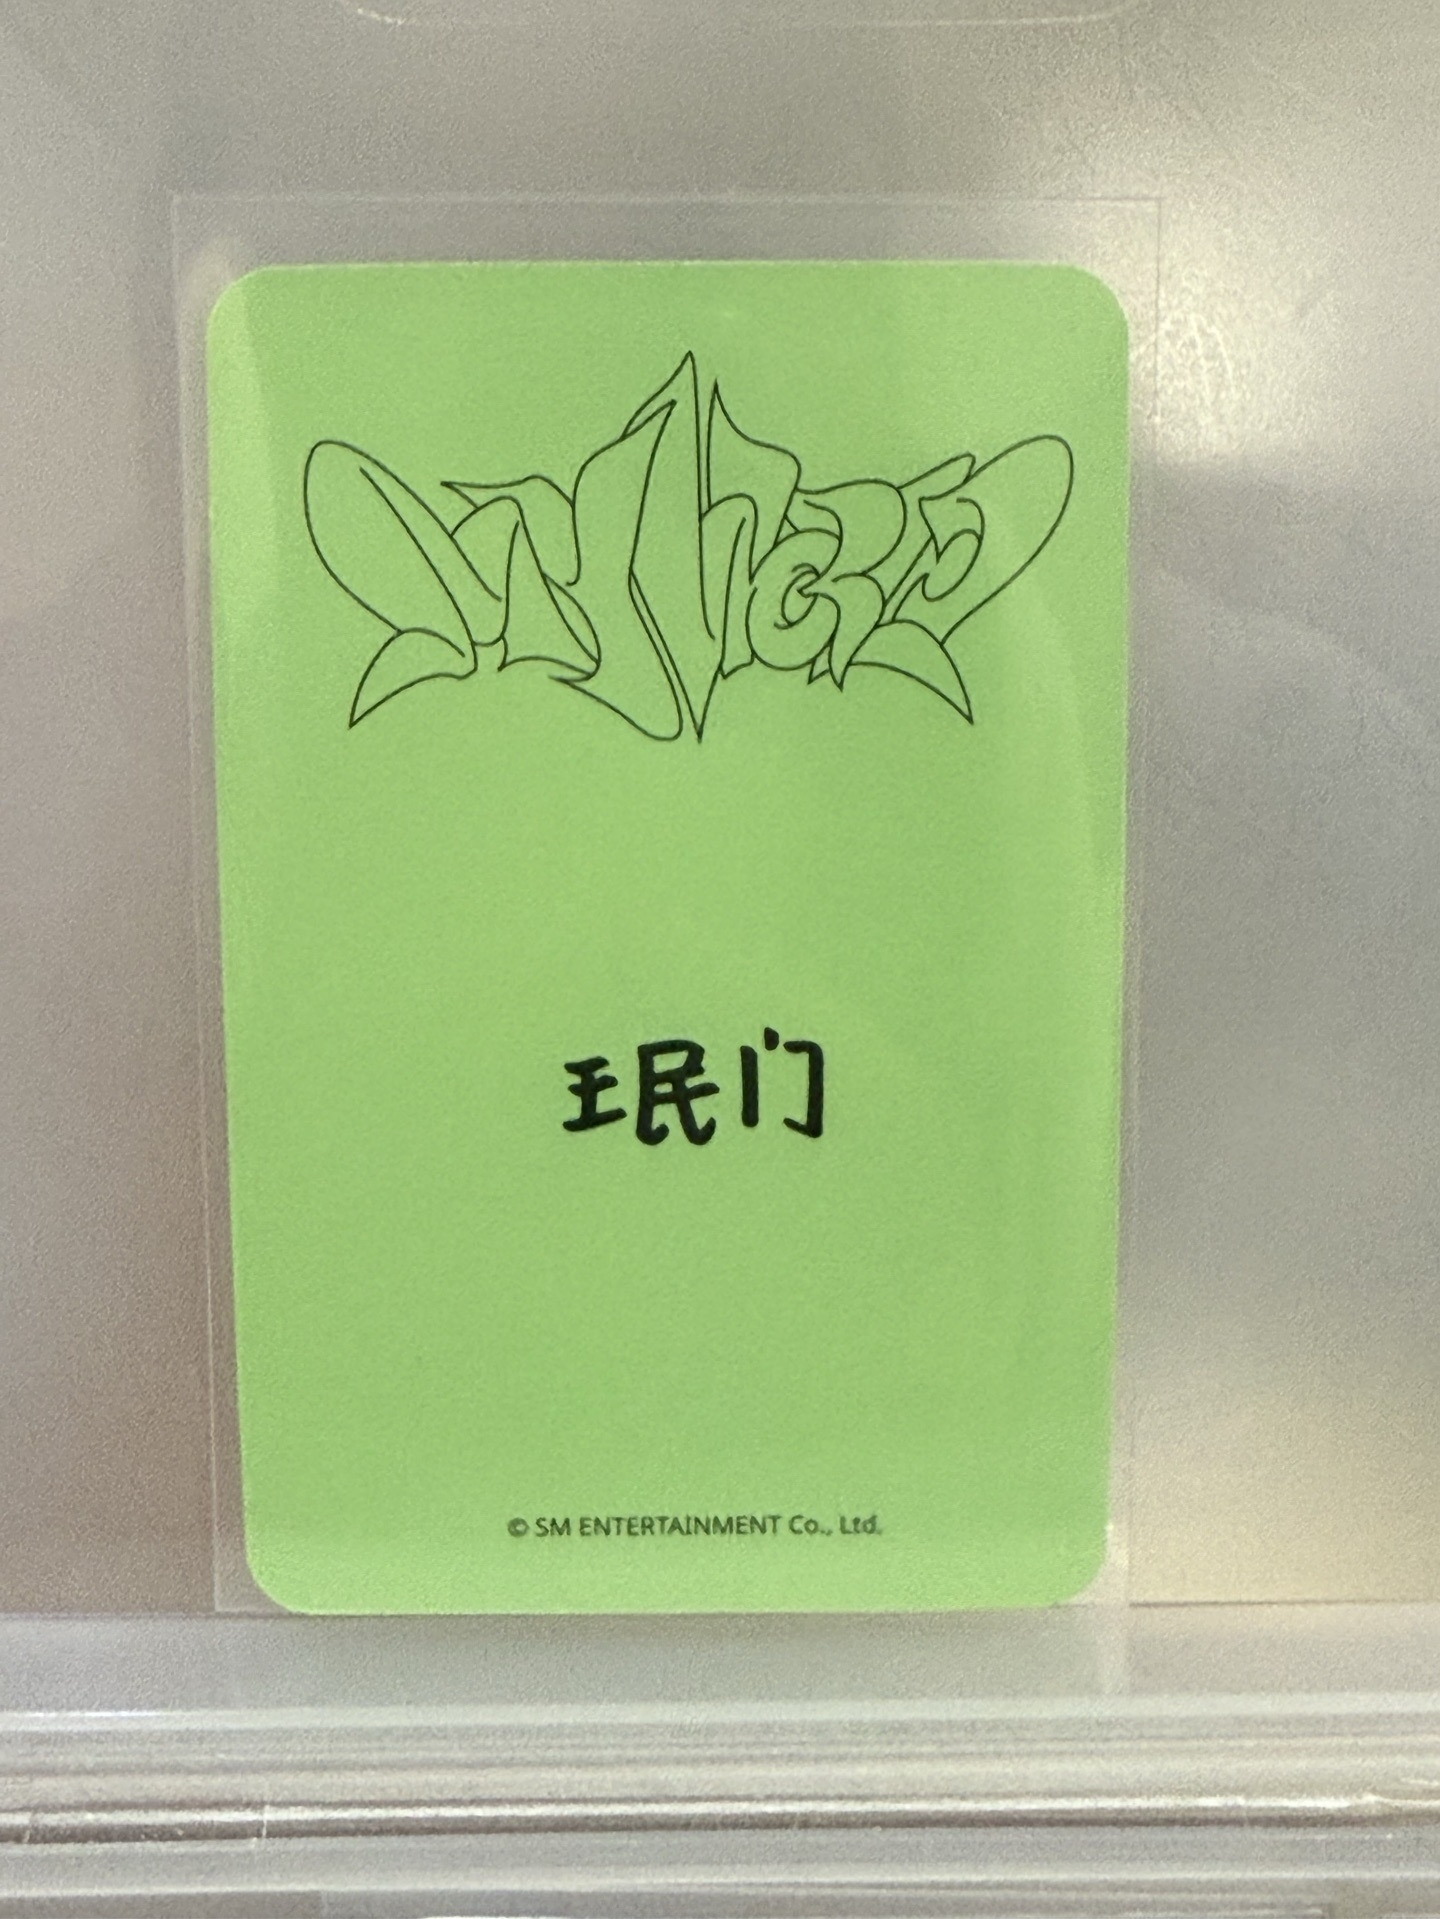 珉门
© SM ENTERTAINMENT Co., Ltd.